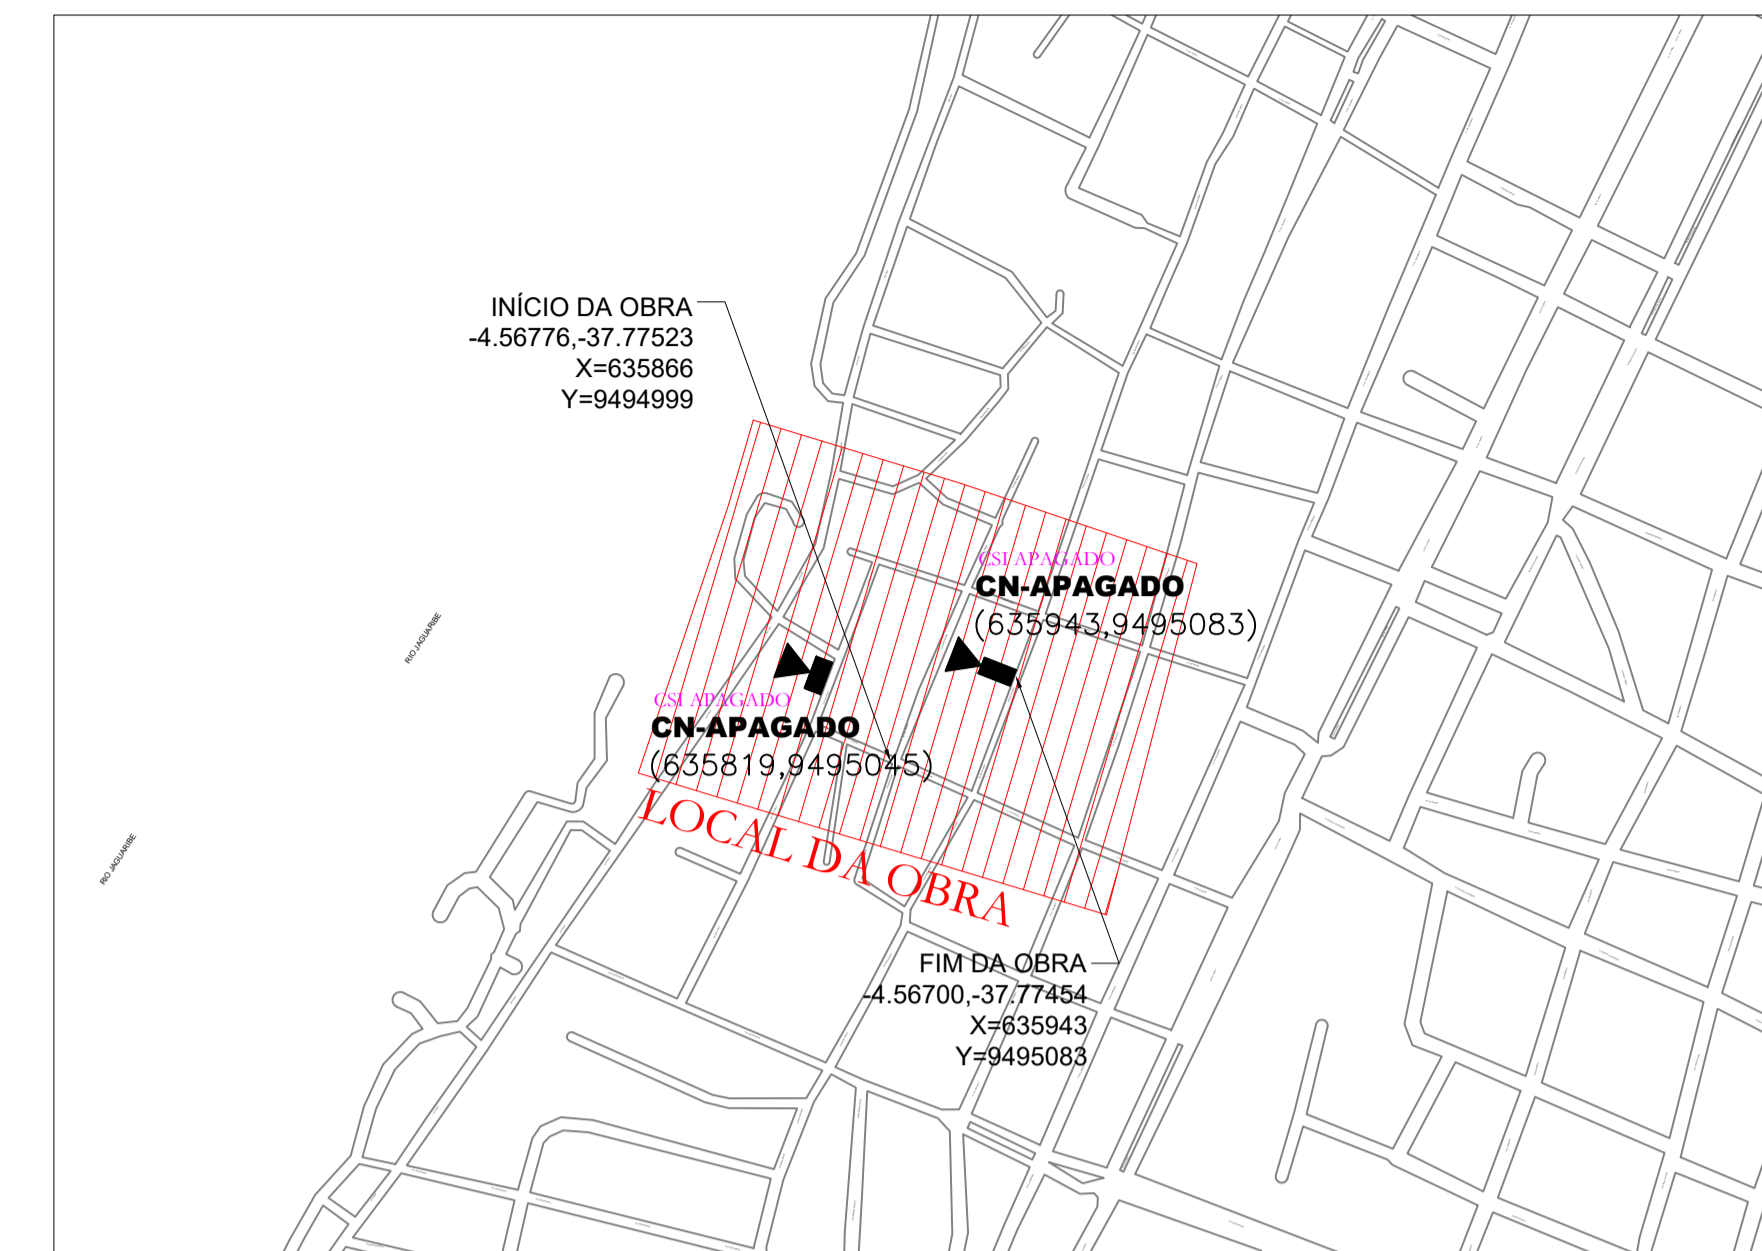 INÍCIO DA OBRA
-4.56776,-37.77523
X=635866
Y=9494999
CSI APAGADO
CN-APAGADO
(635943,9495083)
RIO JAGUARIBE
CSI APAGADO
CN-APAGADO
(635819,9495045)
LOCAL DA OBRA
RIO JAGUARIBE
FIM DA OBRA
-4.56700,-37.77454
X=635943
Y=9495083